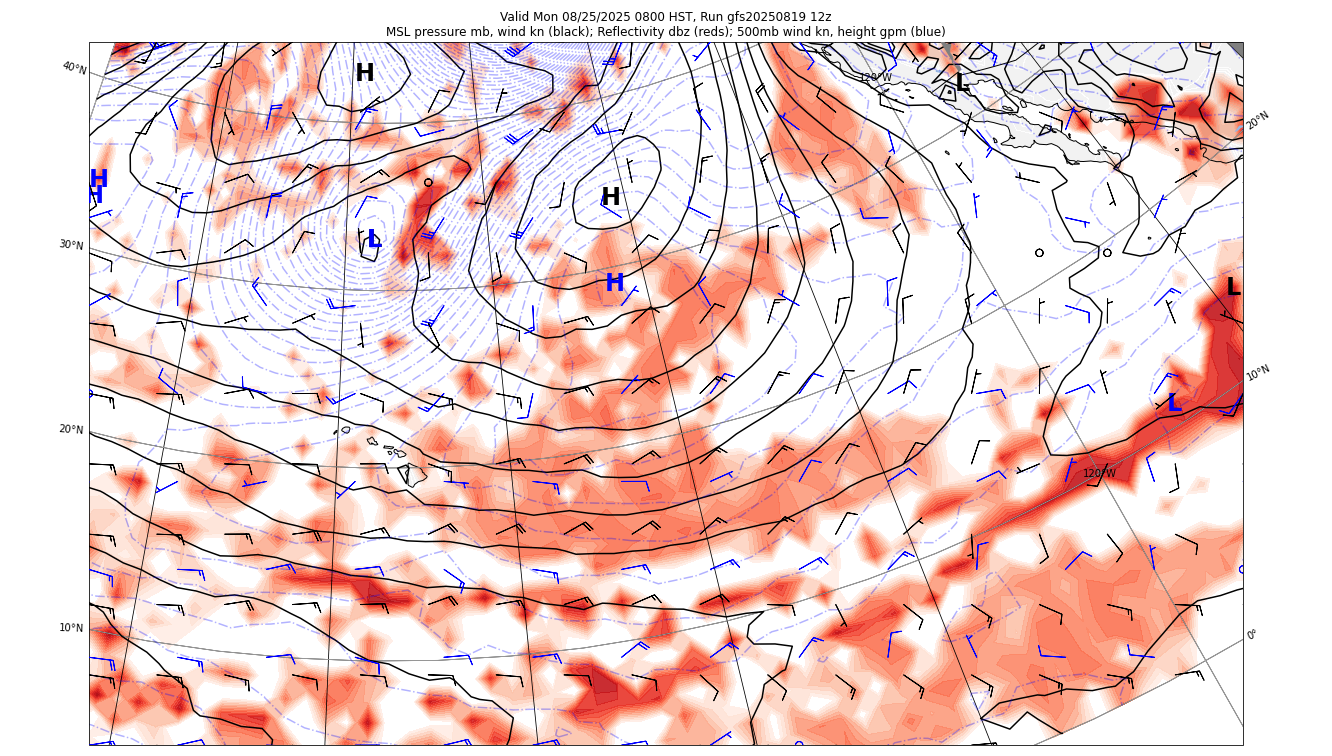 Valid Mon 08/25/2025 0800 HST, Run gfs20250819 12z
MSL pressure mb, wind kn (black); Reflectivity dbz (reds); 500mb wind kn, height gpm (blue)
40°N
H
120°W
L
20°N
H
H
H
30°N
L
H
L
10°N
L
20°N
120°W
10°N
0°